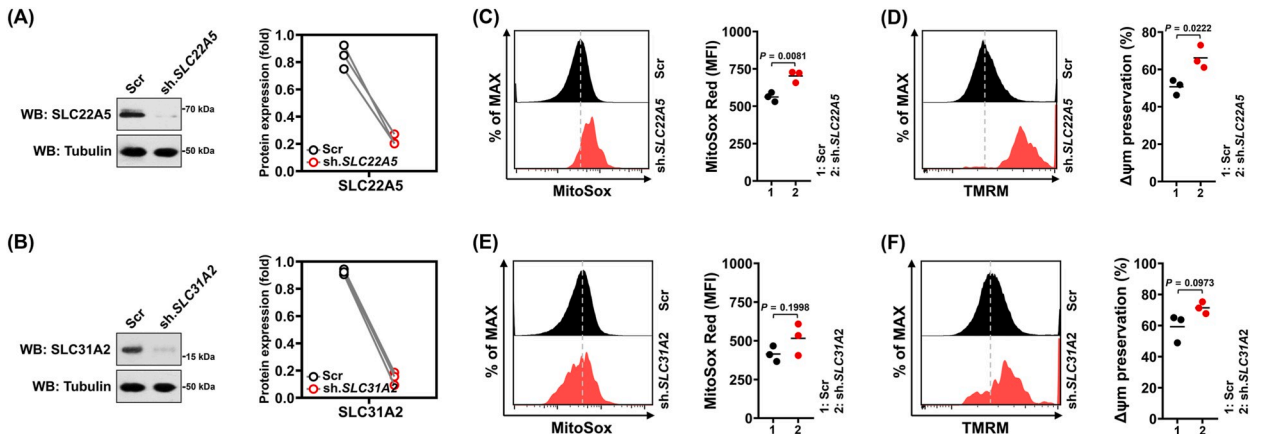 (A)
Scr
sh.SLC22A5
WB: SLC22A5
-70 kDa
WB: Tubulin
-50 kDa
Protein expression (fold)
1.0
0.8
0.6
0.4
0.2
0.0
Scr
sh.SLC22A5
SLC22A5
(C)
% of MAX
Scr
sh.SLC22A5
MitoSox
MitoSox Red (MFI)
1000
750
500
250
0
P = 0.0081
1 2
1: Scr
2: sh.SLC22A5
(D)
% of MAX
Scr
sh.SLC22A5
TMRM
Δψm preservation (%)
80
60
40
20
0
P = 0.0222
1 2
1: Scr
2: sh.SLC22A5
(B)
Scr
sh.SLC31A2
WB: SLC31A2
-15 kDa
WB: Tubulin
-50 kDa
Protein expression (fold)
1.0
0.8
0.6
0.4
0.2
0.0
Scr
sh.SLC31A2
SLC31A2
(E)
% of MAX
Scr
sh.SLC31A2
MitoSox
MitoSox Red (MFI)
1000
750
500
250
0
P = 0.1998
1 2
1: Scr
2: sh.SLC31A2
(F)
% of MAX
Scr
sh.SLC31A2
TMRM
Δψm preservation (%)
100
80
60
40
20
0
P = 0.0973
1 2
1: Scr
2: sh.SLC31A2